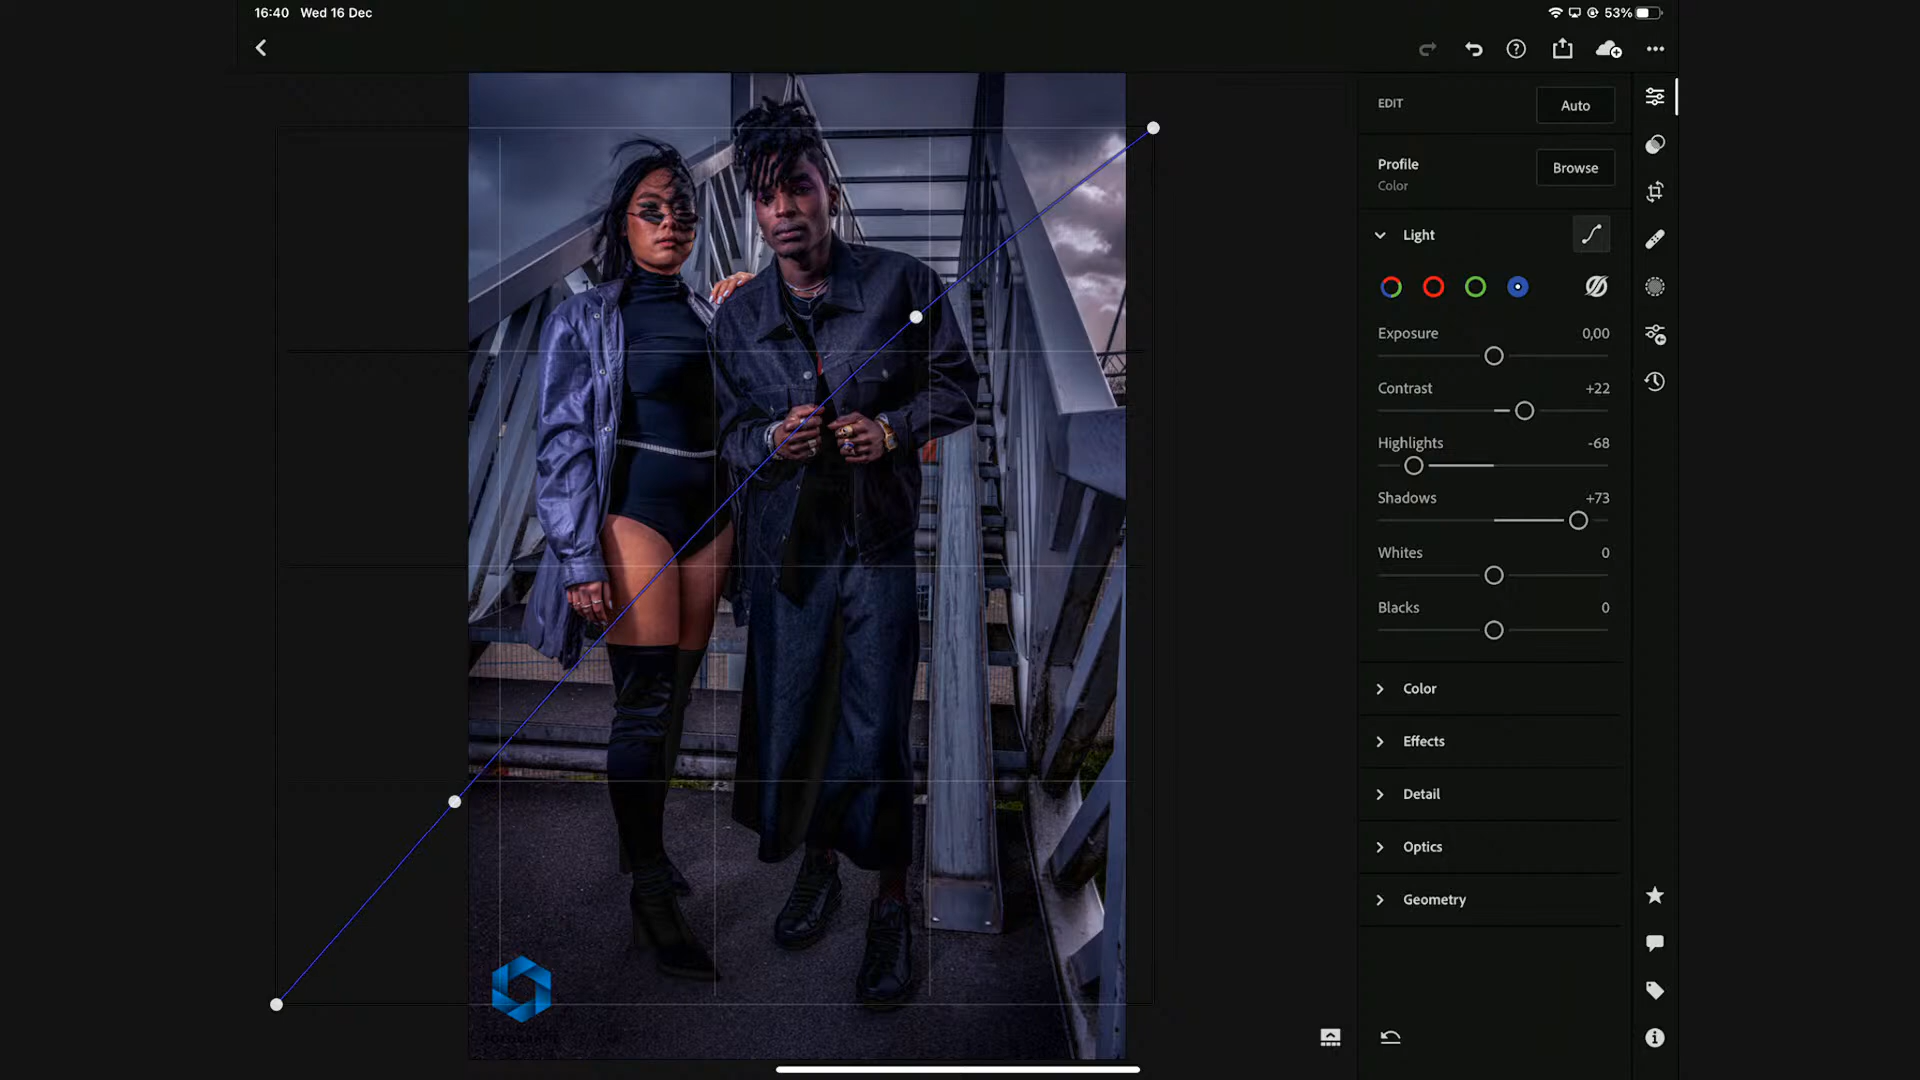 16:40 Wed 16 Dec
53%
EDIT
Auto
Profile
Color
Browse
Light
Exposure 0,00
Contrast +22
Highlights -68
Shadows +73
Whites 0
Blacks 0
Color
Effects
Detail
Optics
Geometry